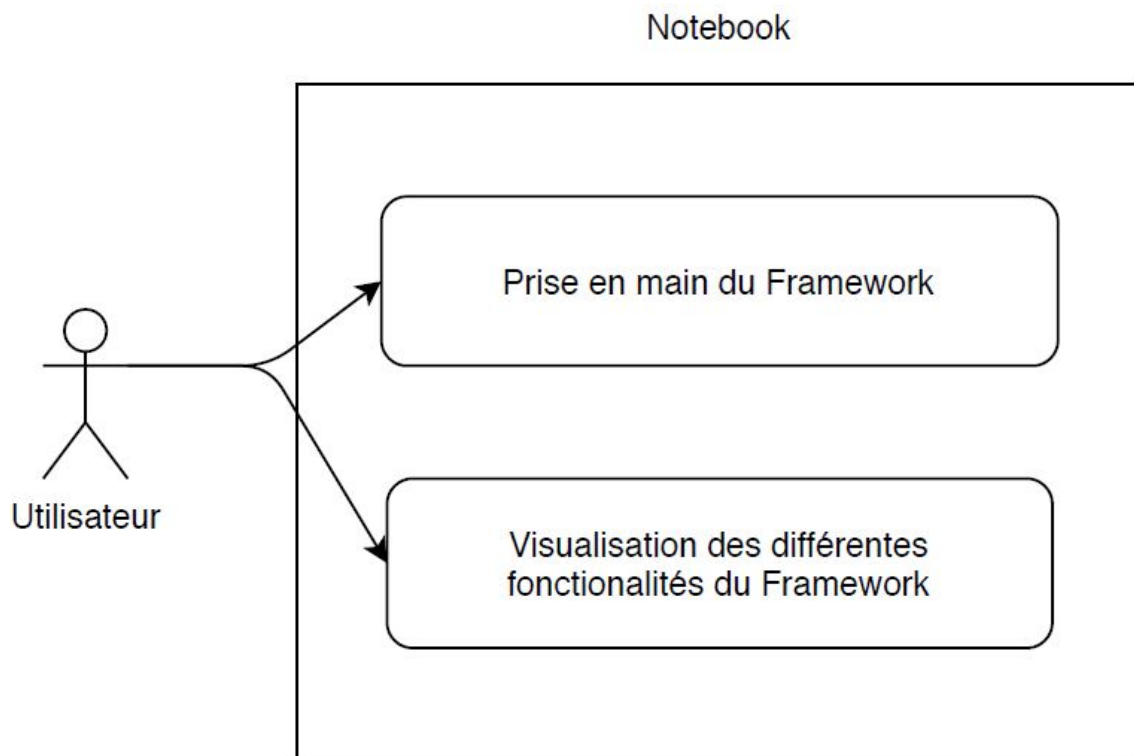 Notebook
Prise en main du Framework
Utilisateur
Visualisation des différentes
fonctionalités du Framework